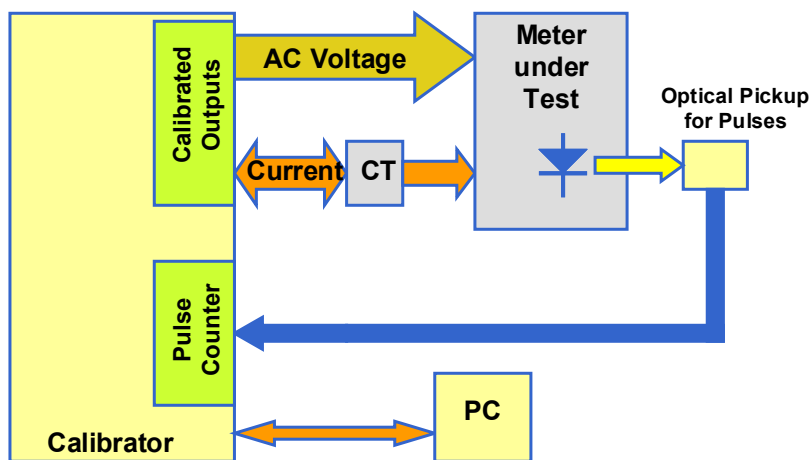 Calibrated
Outputs
AC Voltage
Meter
under
Test
Optical Pickup
for Pulses
Current
CT
Pulse
Counter
PC
Calibrator